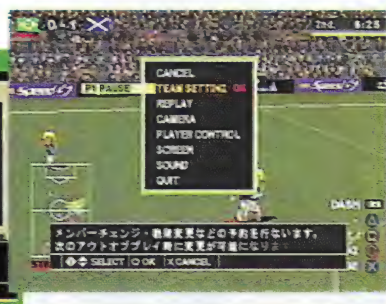 0-1 2nd. 6:25
P1 PAUSE
CANCEL
TEAM SETTING OK
REPLAY
CAMERA
PLAYER CONTROL
SCREEN
SOUND
QUIT
DASH R1
メンバーチェンジ・戦術変更などの予約を行ないます。
次のアウトオブプレイ時に変更が可能になります
SELECT ○OK ×CANCEL